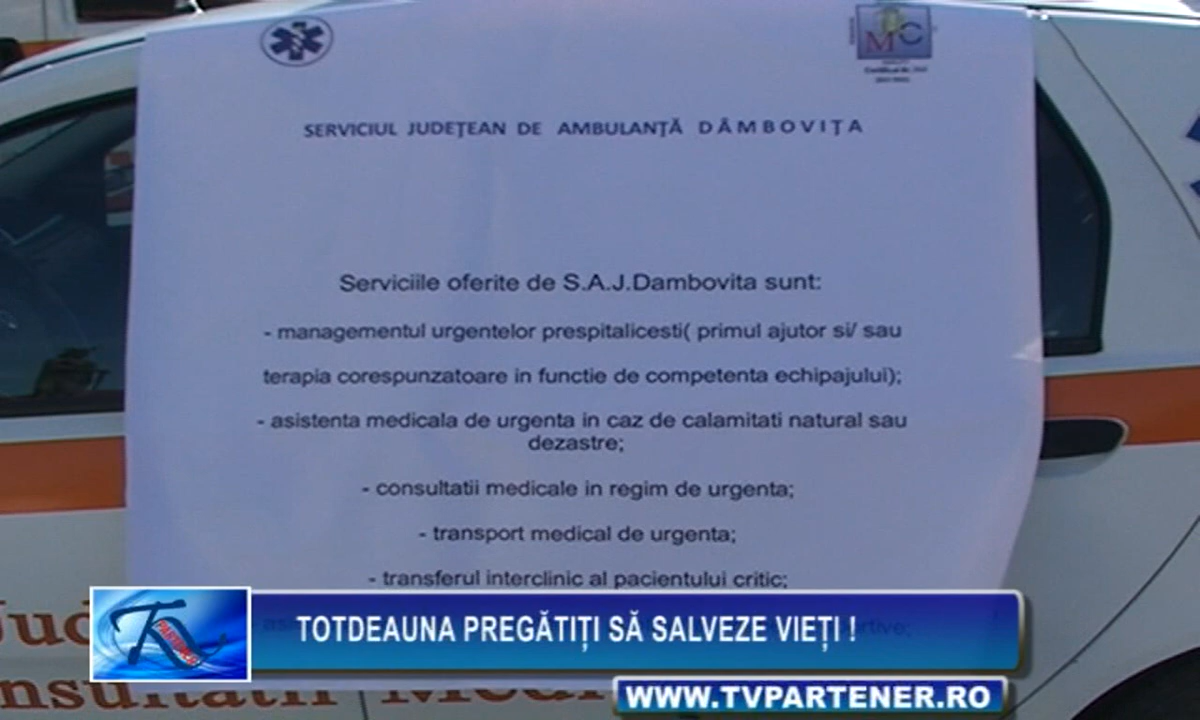 MC
SERVICIUL JUDEȚEAN DE AMBULANȚĂ DÂMBOVIȚA
Serviciile oferite de S.A.J.Dambovita sunt:
- managementul urgentelor prespitalicesti( primul ajutor si/ sau
terapia corespunzatoare in functie de competenta echipajului);
- asistenta medicala de urgenta in caz de calamitati natural sau
dezastre;
- consultatii medicale in regim de urgenta;
- transport medical de urgenta;
- transferul interclinic al pacientului critic;
PARTENER
TOTDEAUNA PREGĂTIȚI SĂ SALVEZE VIEȚI !
WWW.TVPARTENER.RO